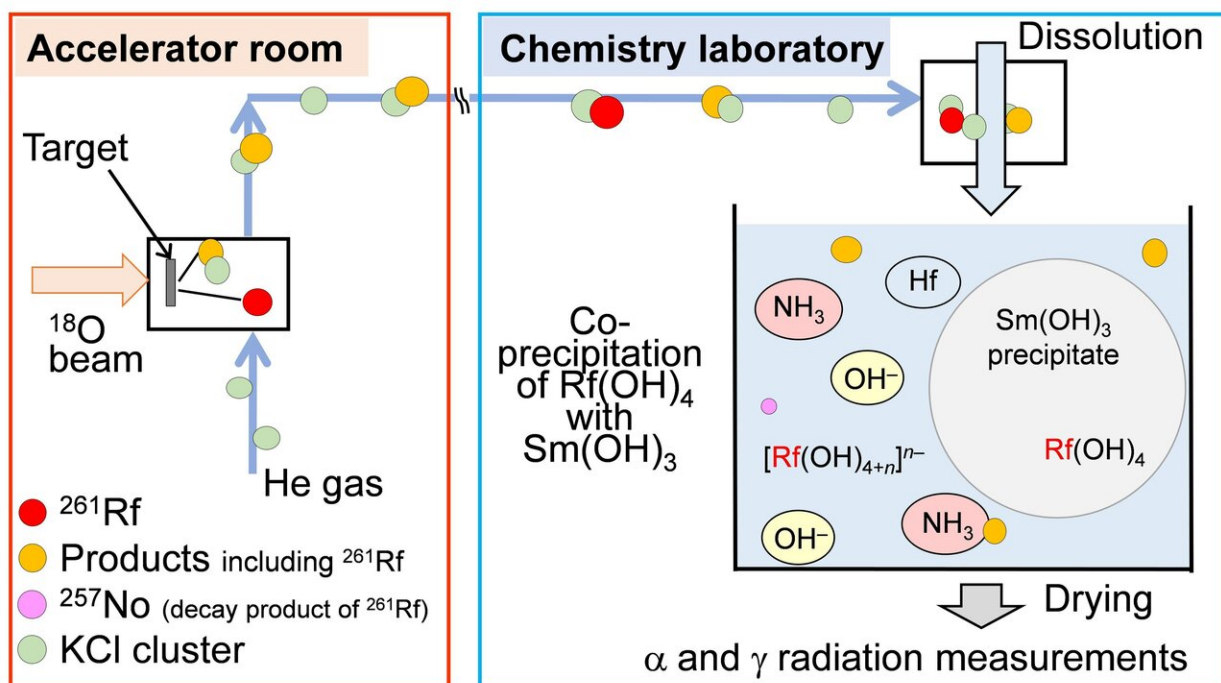 Accelerator room
Target
¹⁸O
beam
He gas
²⁶¹Rf
Products including ²⁶¹Rf
²⁵⁷No (decay product of ²⁶¹Rf)
KCl cluster
Chemistry laboratory
Dissolution
Co-
precipitation
of Rf(OH)₄
with
Sm(OH)₃
Hf
NH₃
Sm(OH)₃
precipitate
OH⁻
[Rf(OH)₄₊ₙ]ⁿ⁻
Rf(OH)₄
NH₃
OH⁻
Drying
α and γ radiation measurements